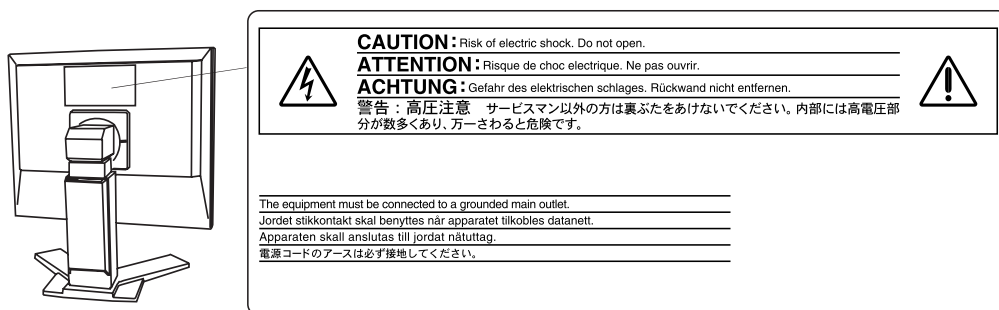 CAUTION: Risk of electric shock. Do not open.
ATTENTION: Risque de choc electrique. Ne pas ouvrir.
ACHTUNG: Gefahr des elektrischen schlages. Rückwand nicht entfernen.
警告：高圧注意　サービスマン以外の方は裏ぶたをあけないでください。内部には高電圧部
分が数多くあり、万一さわると危険です。
The equipment must be connected to a grounded main outlet.
Jordet stikkontakt skal benyttes når apparatet tilkobles datanett.
Apparaten skall anslutas till jordat nätuttag.
電源コードのアースは必ず接地してください。